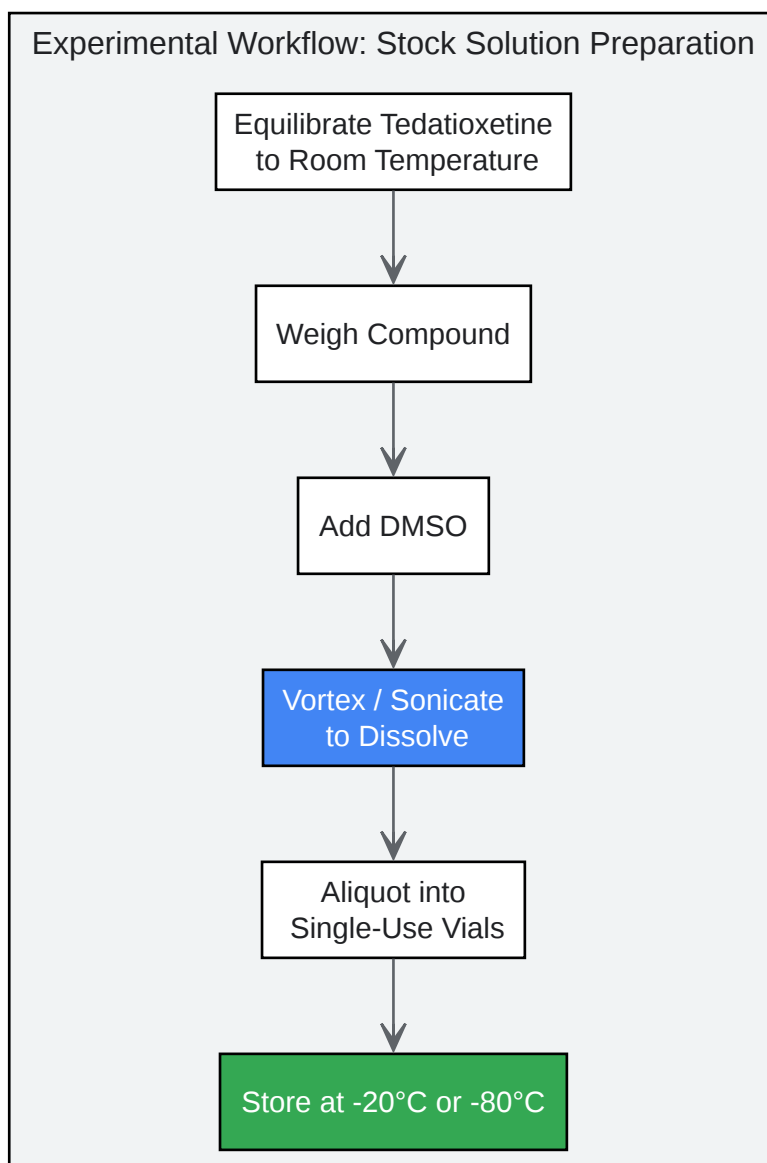 Experimental Workflow: Stock Solution Preparation
Equilibrate Tedatioxetine
to Room Temperature
Weigh Compound
Add DMSO
Vortex / Sonicate
to Dissolve
Aliquot into
Single-Use Vials
Store at -20°C or -80°C